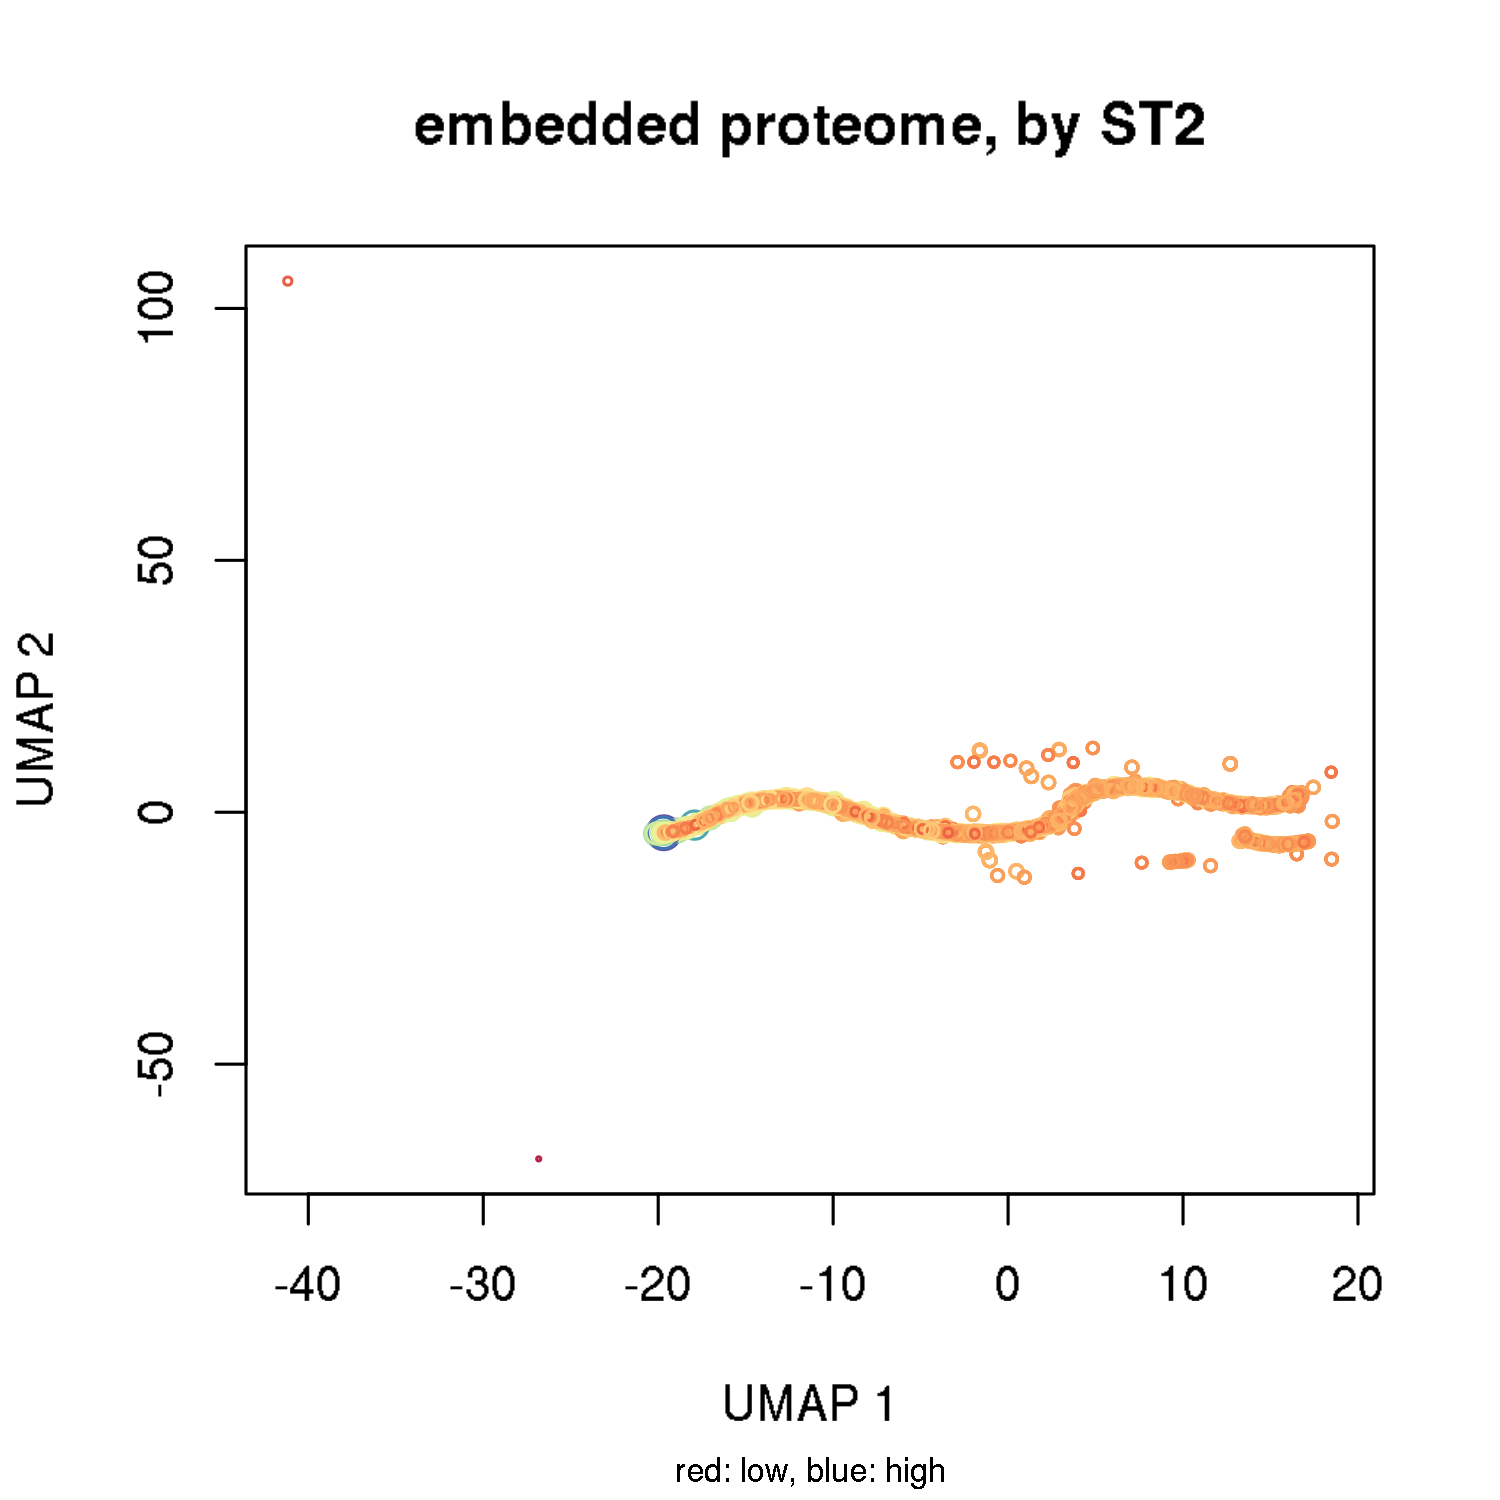 embedded proteome, by ST2
100
50
0
-50
UMAP 2
-40 -30 -20 -10 0 10 20
UMAP 1
red: low, blue: high